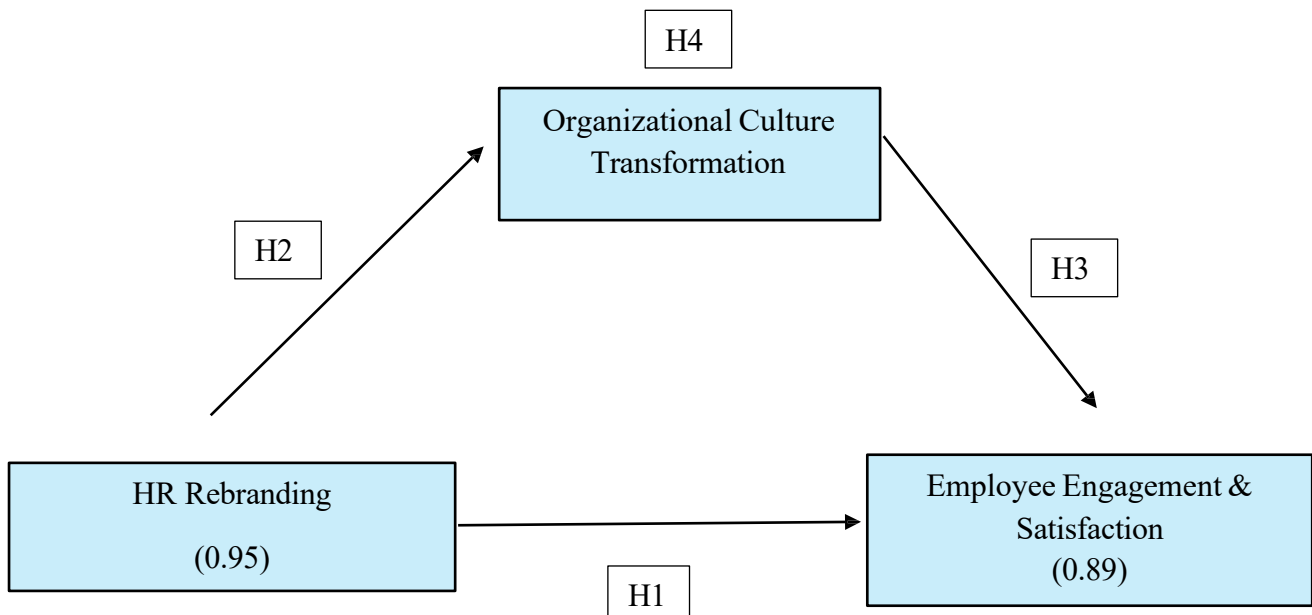 H4
Organizational Culture
Transformation
H2
H3
HR Rebranding
(0.95)
Employee Engagement &
Satisfaction
(0.89)
H1